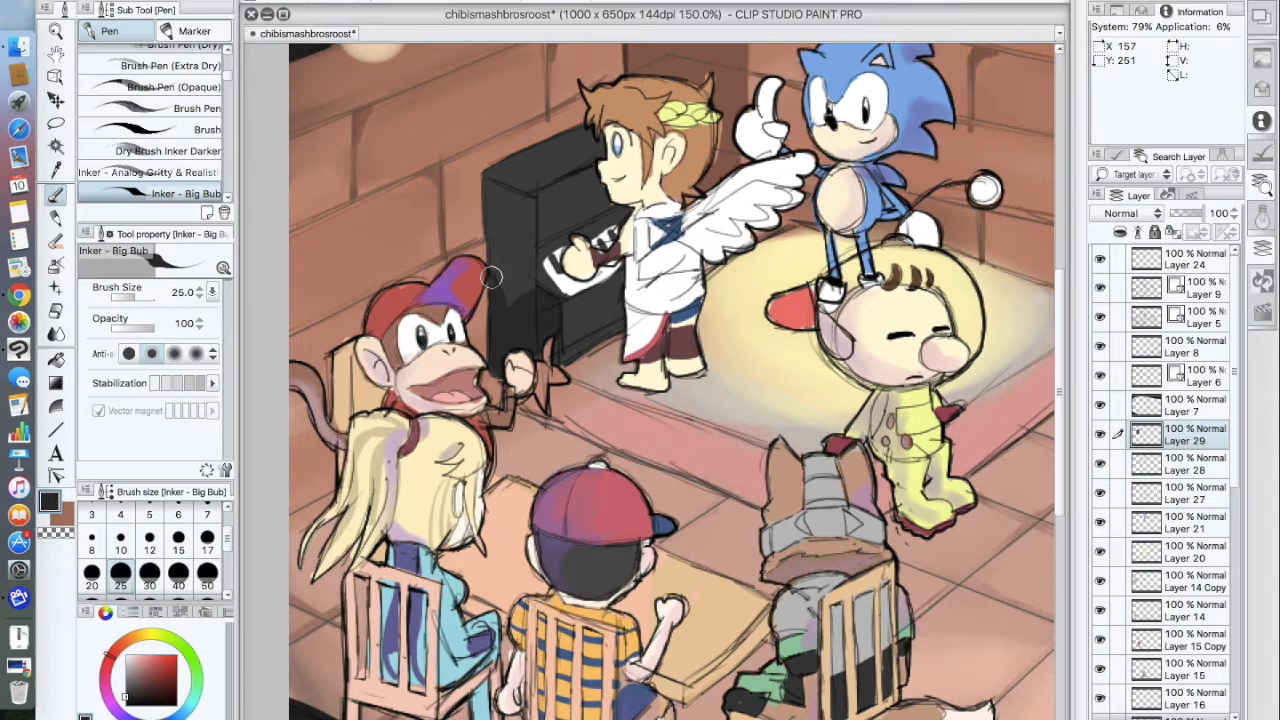 Sub Tool [Pen]
chibismashbrosroost* (1000 x 650px 144dpi 150.0%) - CLIP STUDIO PAINT PRO
Information
Pen
Marker
chibismashbrosroost*
System: 79% Application: 6%
X 157
Y: 251
H:
W:
V:
L:
Brush Pen (Dry)
Brush Pen (Extra Dry)
Brush Pen (Opaque)
Brush Pen
Brush
Dry Brush Inker Darker
Inker - Analog Gritty & Realist
Inker - Big Bub
Search Layer
Target layer
Layer
Normal
100
Tool property [Inker - Big Bu
Inker - Big Bub
Brush Size
25.0
Opacity
100
Anti-a
Stabilization
Vector magnet
100 % Normal
Layer 24
100 % N
Layer 9
100 % N
Layer 5
100 % Normal
Layer 8
100 % N
Layer 6
100 % Normal
Layer 7
100 % Normal
Layer 29
100 % Normal
Layer 28
100 % Normal
Layer 27
100 % Normal
Layer 21
100 % Normal
Layer 20
100 % Normal
Layer 14 Copy
100 % Normal
Layer 14
100 % Normal
Layer 15 Copy
100 % Normal
Layer 15
100 % Normal
Layer 16
100 % Normal
Brush size [Inker - Big Bub]
3 4 5 6 7
8 10 12 15 17
20 25 30 40 50
DEC
10